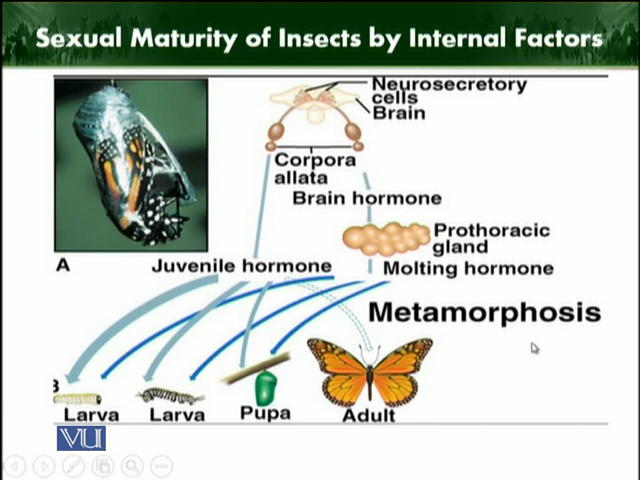 Sexual Maturity of Insects by Internal Factors
Neurosecretory
cells
Brain
Corpora
allata
Brain hormone
Prothoracic
gland
A
Juvenile hormone
Molting hormone
Metamorphosis
Larva
Larva
Pupa
Adult
VU